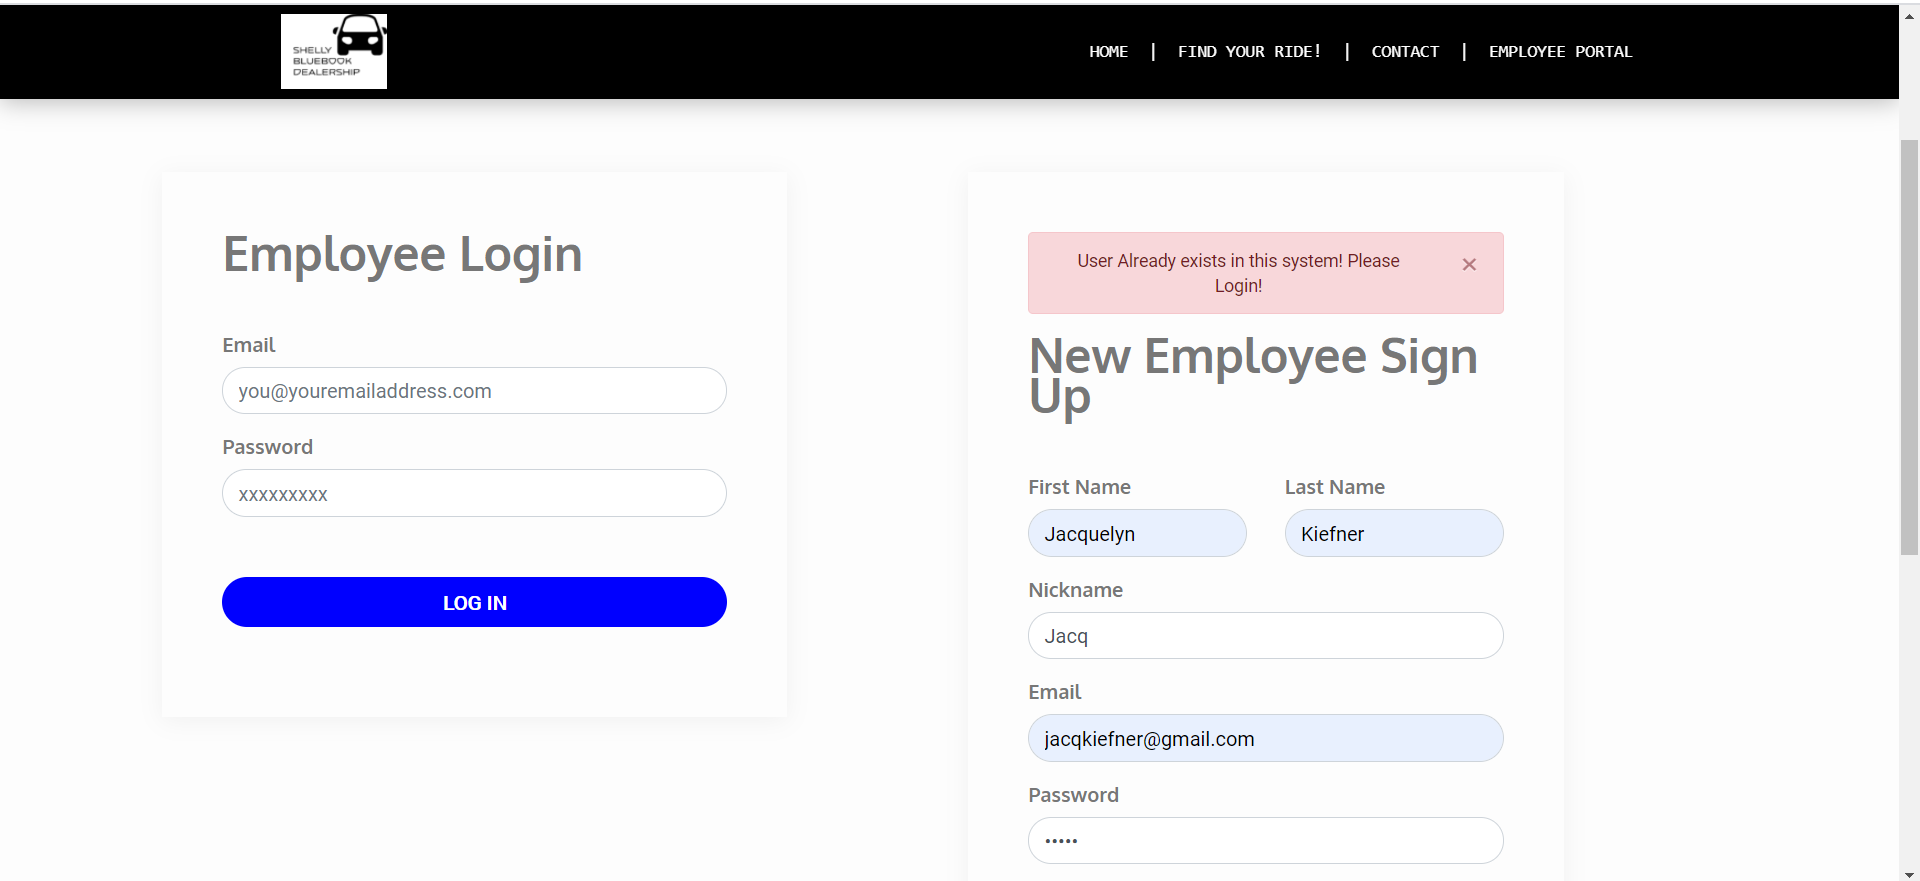 SHELLY
BLUEBOOK
DEALERSHIP
HOME | FIND YOUR RIDE! | CONTACT | EMPLOYEE PORTAL
Employee Login
Email
you@youremailaddress.com
Password
xxxxxxxxx
LOG IN
User Already exists in this system! Please
Login!
×
New Employee Sign
Up
First Name
Last Name
Jacquelyn
Kiefner
Nickname
Jacq
Email
jacqkiefner@gmail.com
Password
•••••